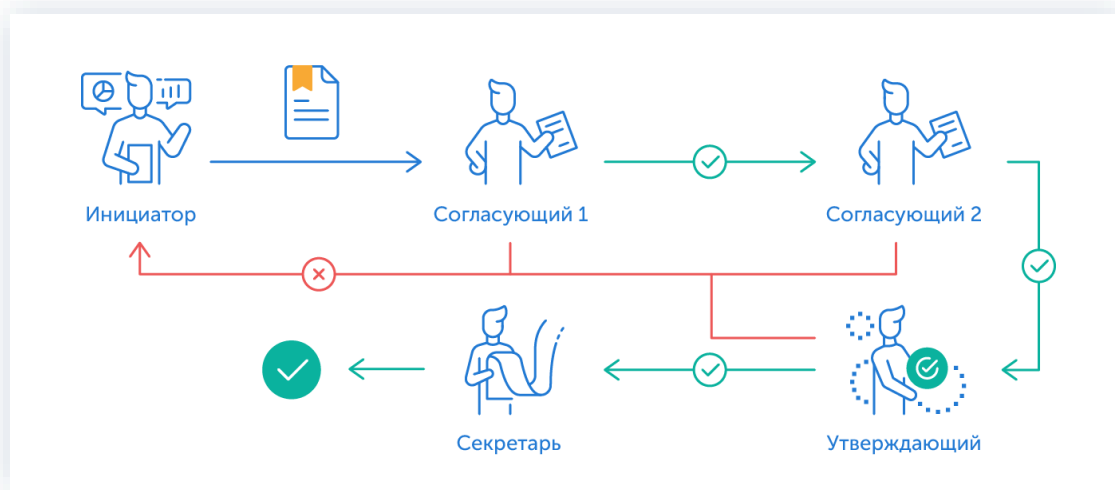 Инициатор
Согласующий 1
Согласующий 2
Секретарь
Утверждающий